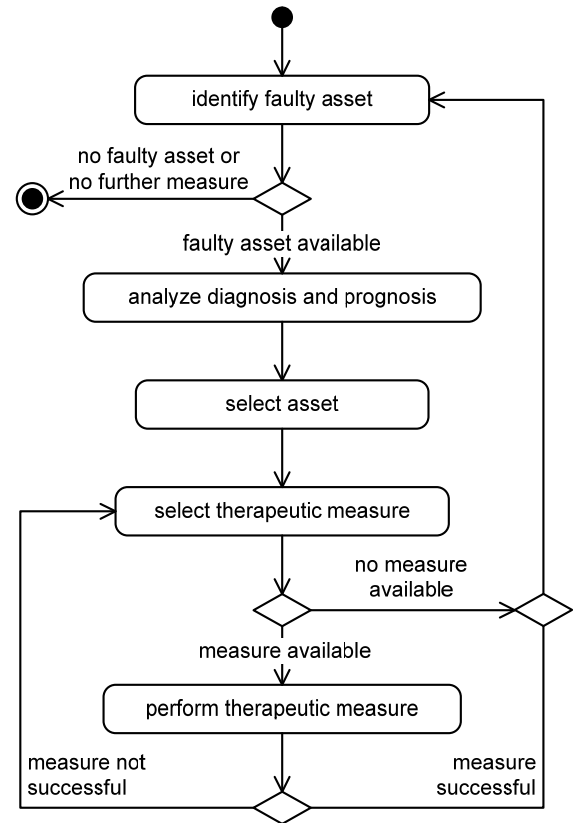 identify faulty asset
no faulty asset or
no further measure
faulty asset available
analyze diagnosis and prognosis
select asset
select therapeutic measure
no measure
available
measure available
perform therapeutic measure
measure not
successful
measure
successful